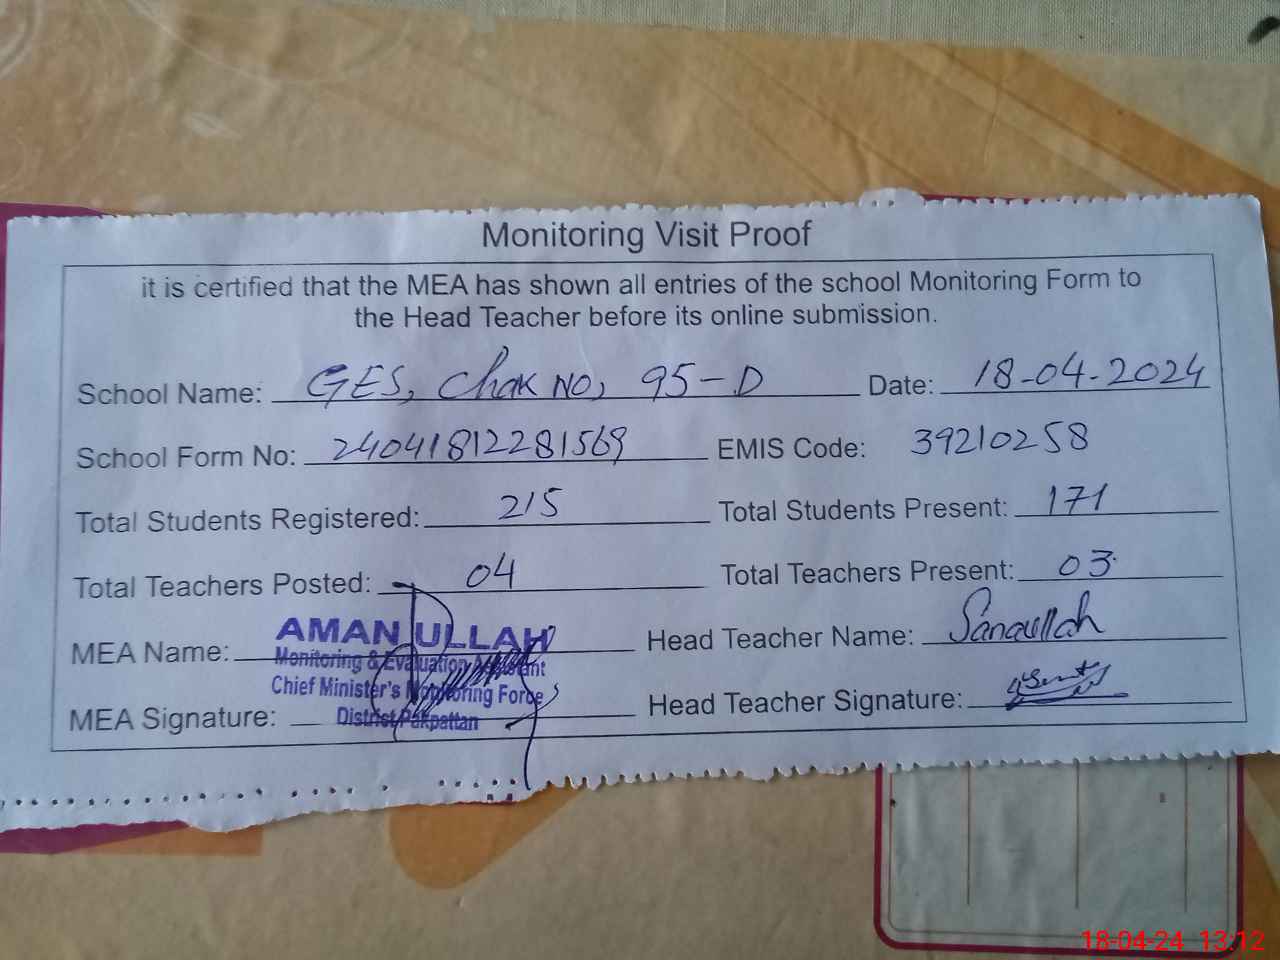 Monitoring Visit Proof
it is certified that the MEA has shown all entries of the school Monitoring Form to
the Head Teacher before its online submission.
School Name: GES, Chak No, 95-D Date: 18-04-2024
School Form No: 24041812281569 EMIS Code: 39210258
Total Students Registered: 215 Total Students Present: 171
Total Teachers Posted: 04 Total Teachers Present: 03
MEA Name: AMAN ULLAH Head Teacher Name: Sanaullah
Monitoring & Evaluation Assistant
Chief Minister's Monitoring Force
MEA Signature: District Pakpattan Head Teacher Signature:
18-04-24 13:12